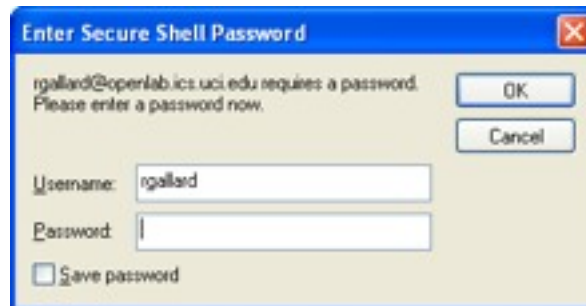 Enter Secure Shell Password
rgallard@openlab.ics.uci.edu requires a password.
Please enter a password now.
OK
Cancel
Username: rgallard
Password:
Save password